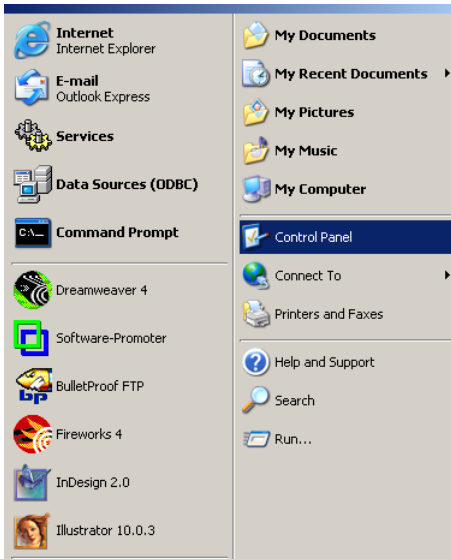 Internet
Internet Explorer
E-mail
Outlook Express
Services
Data Sources (ODBC)
C:\_
Command Prompt
Dreamweaver 4
Software-Promoter
bp
BulletProof FTP
Fireworks 4
InDesign 2.0
Illustrator 10.0.3
My Documents
My Recent Documents
My Pictures
My Music
My Computer
Control Panel
Connect To
Printers and Faxes
Help and Support
Search
Run...